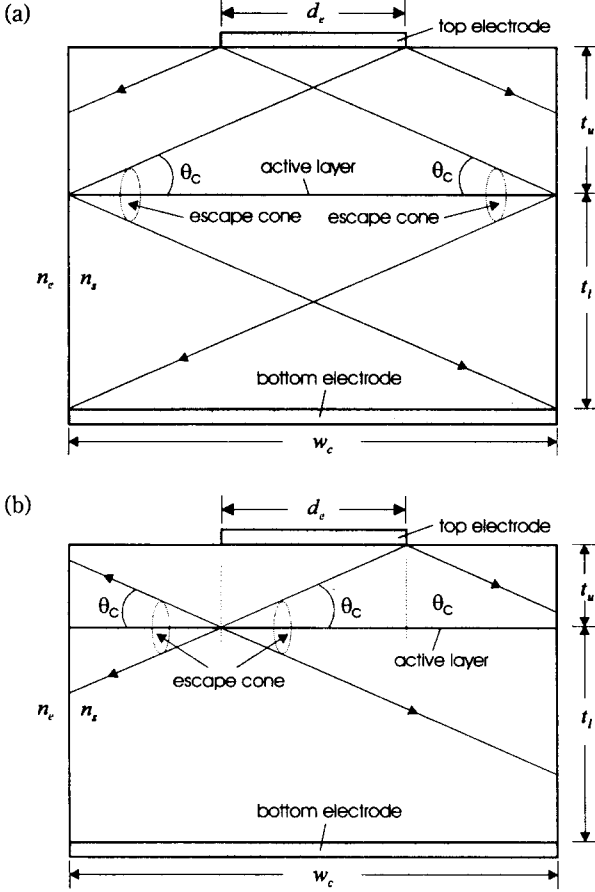 (a)
d_e
top electrode
t_u
θ_C
active layer
θ_C
escape cone
escape cone
n_e
n_s
t_l
bottom electrode
w_c
(b)
d_e
top electrode
t_u
θ_C
θ_C
θ_C
active layer
escape cone
n_e
n_s
t_l
bottom electrode
w_c